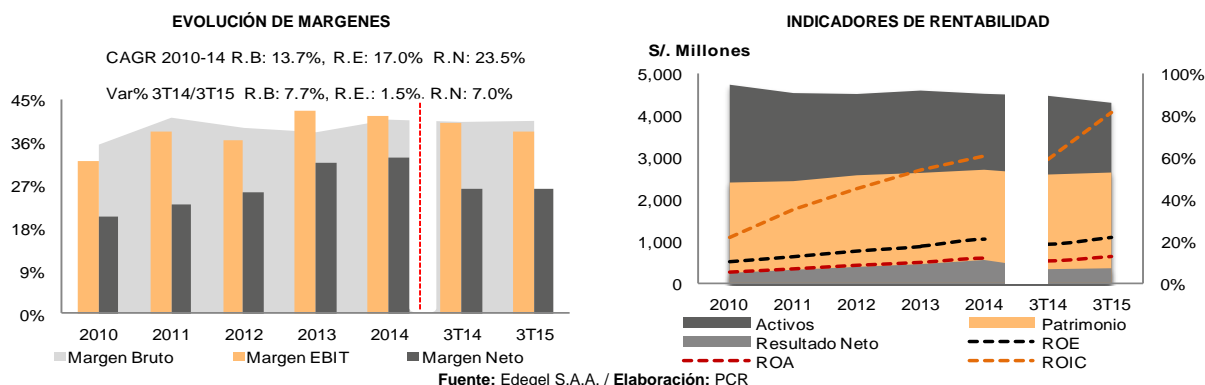 EVOLUCIÓN DE MARGENES
CAGR 2010-14 R.B: 13.7%, R.E: 17.0% R.N: 23.5%
Var% 3T14/3T15 R.B: 7.7%, R.E.: 1.5%. R.N: 7.0%
45%
36%
27%
18%
9%
0%
2010 2011 2012 2013 2014 3T14 3T15
Margen Bruto Margen EBIT Margen Neto
INDICADORES DE RENTABILIDAD
S/. Millones
5,000 100%
4,000 80%
3,000 60%
2,000 40%
1,000 20%
0 0%
2010 2011 2012 2013 2014 3T14 3T15
Activos Patrimonio
Resultado Neto ROE
ROA ROIC
Fuente: Edegel S.A.A. / Elaboración: PCR